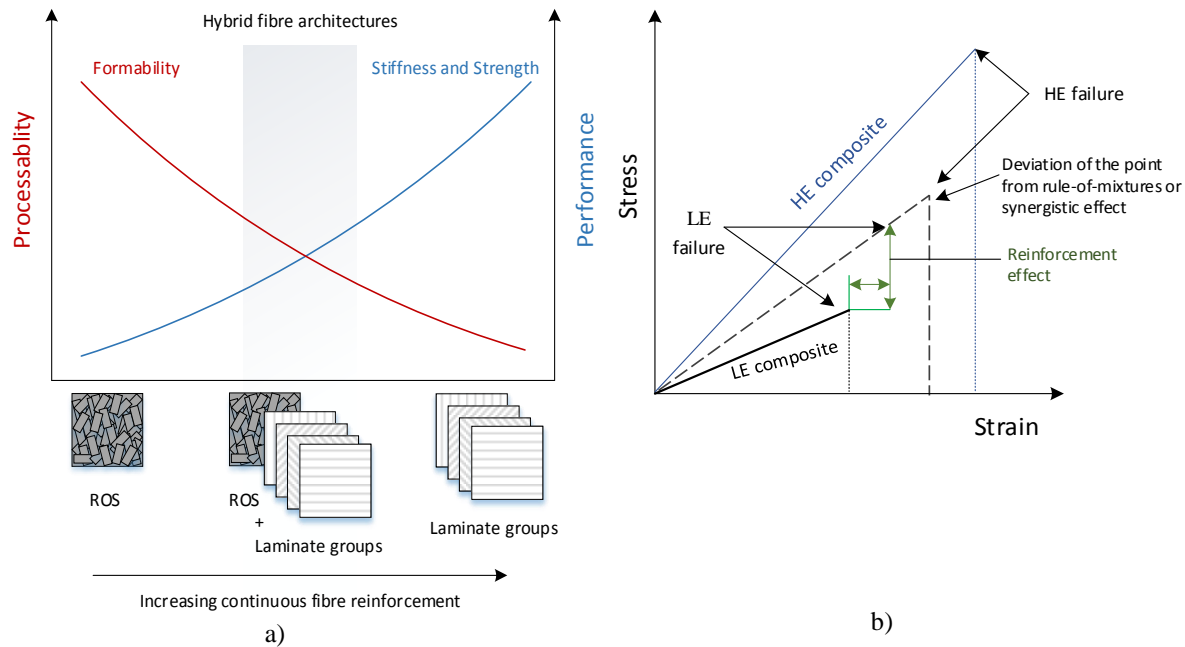 Hybrid fibre architectures
Formability
Stiffness and Strength
Processablity
Performance
ROS
ROS
+
Laminate groups
Laminate groups
Increasing continuous fibre reinforcement
a)
Stress
HE composite
HE failure
Deviation of the point
from rule-of-mixtures or
synergistic effect
LE
failure
Reinforcement
effect
LE composite
Strain
b)